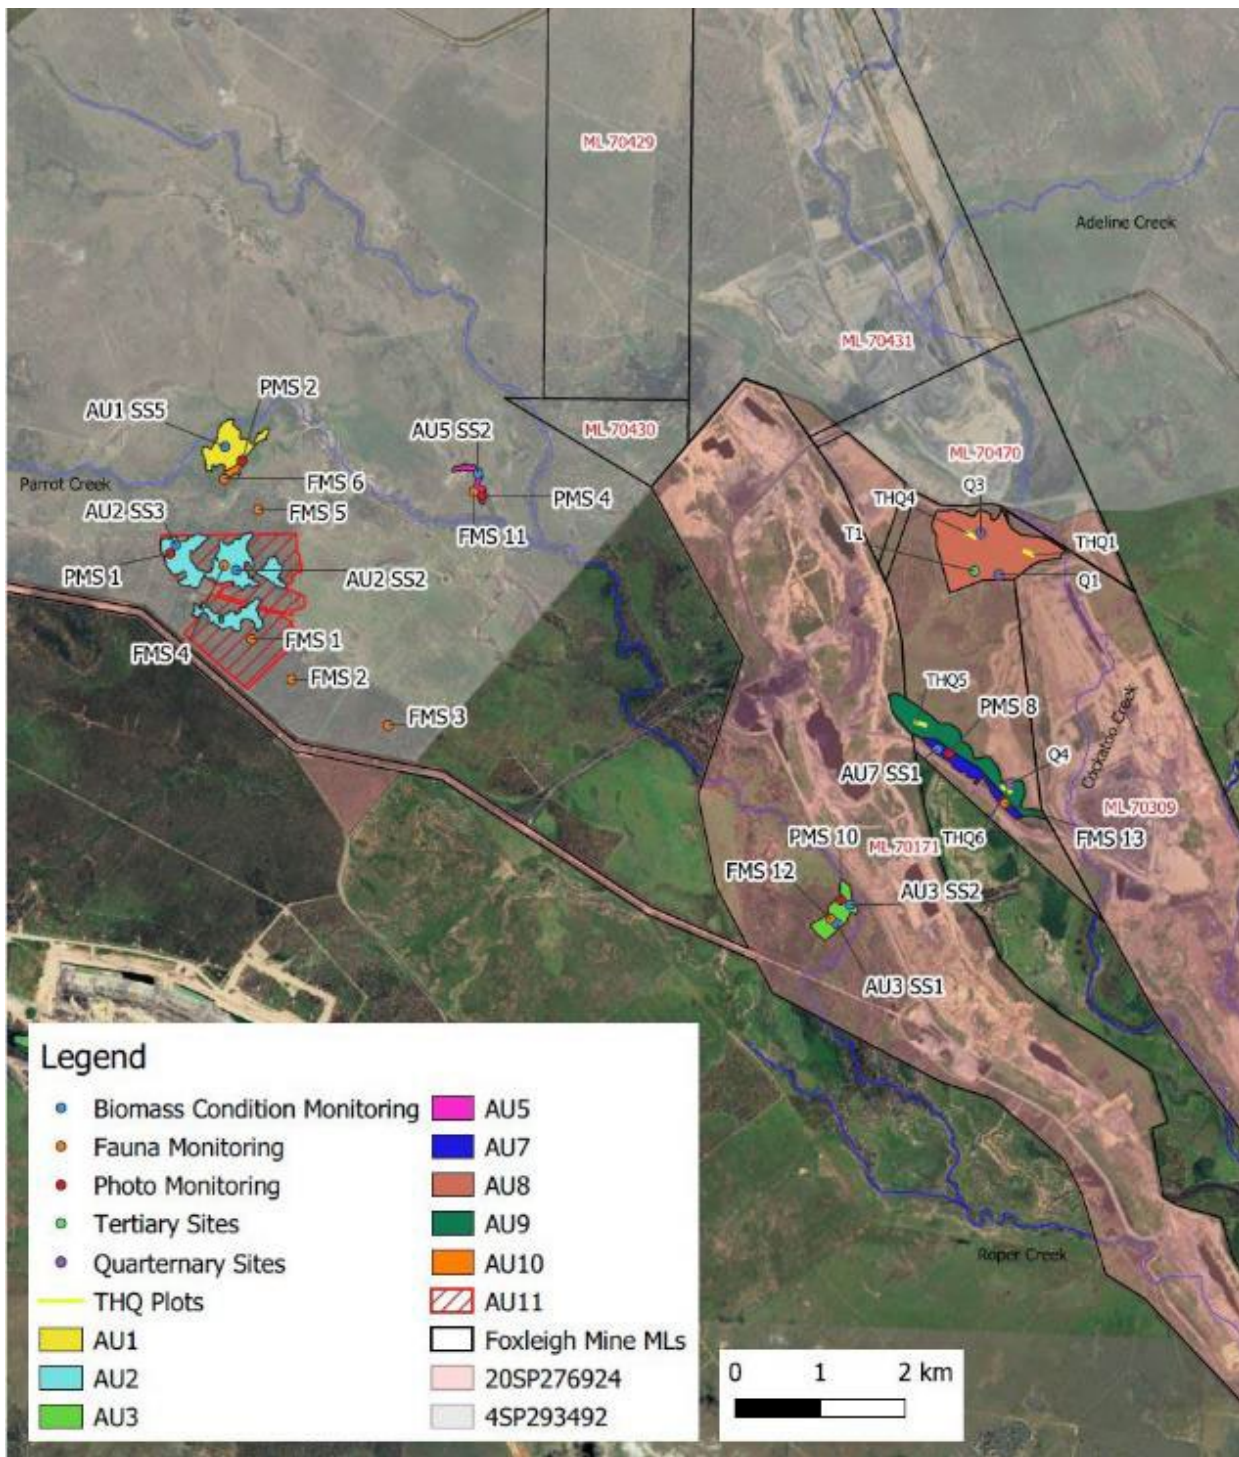 ML 70429
Adeline Creek
ML 70431
PMS 2
AU1 SS5
AU5 SS2
ML 70430
ML 70470
Q3
Parrot Creek
FMS 6
PMS 4
THQ4
AU2 SS3
FMS 5
FMS 11
T1
THQ1
PMS 1
AU2 SS2
Q1
FMS 4
FMS 1
FMS 2
THQ5
PMS 8
FMS 3
Cockatoo Creek
Q4
AU7 SS1
ML 70309
PMS 10
ML 70171
THQ6
FMS 13
FMS 12
AU3 SS2
AU3 SS1
Roper Creek
Legend
Biomass Condition Monitoring
Fauna Monitoring
Photo Monitoring
Tertiary Sites
Quarternary Sites
THQ Plots
AU1
AU2
AU3
AU5
AU7
AU8
AU9
AU10
AU11
Foxleigh Mine MLs
20SP276924
4SP293492
0 1 2 km